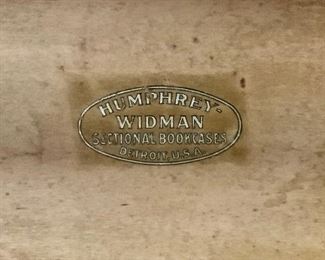 HUMPHREY-
WIDMAN
SECTIONAL BOOKCASES
DETROIT, U.S.A.